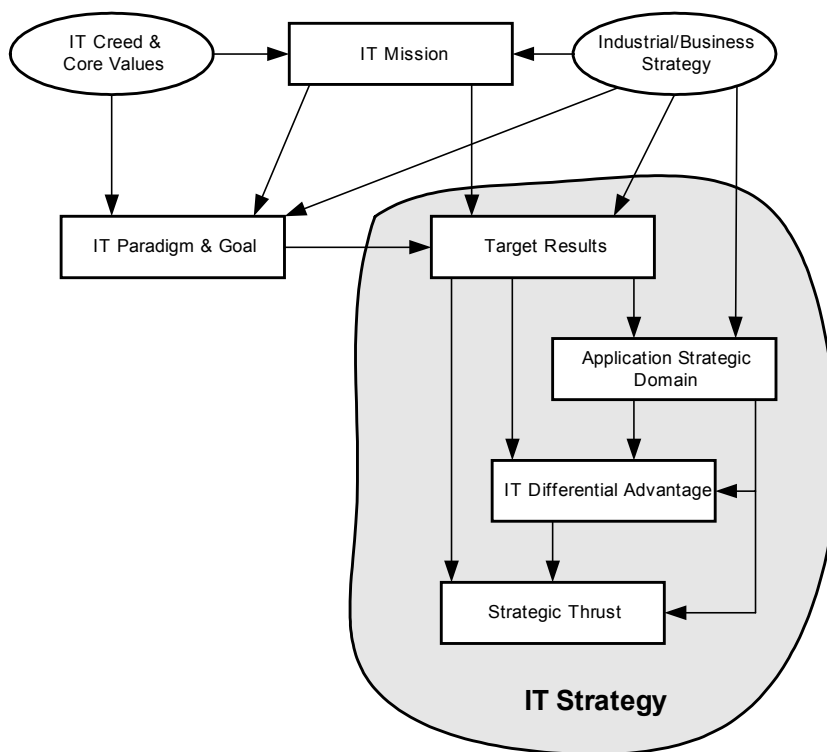 IT Creed &
Core Values
IT Mission
Industrial/Business
Strategy
IT Paradigm & Goal
Target Results
Application Strategic
Domain
IT Differential Advantage
Strategic Thrust
IT Strategy